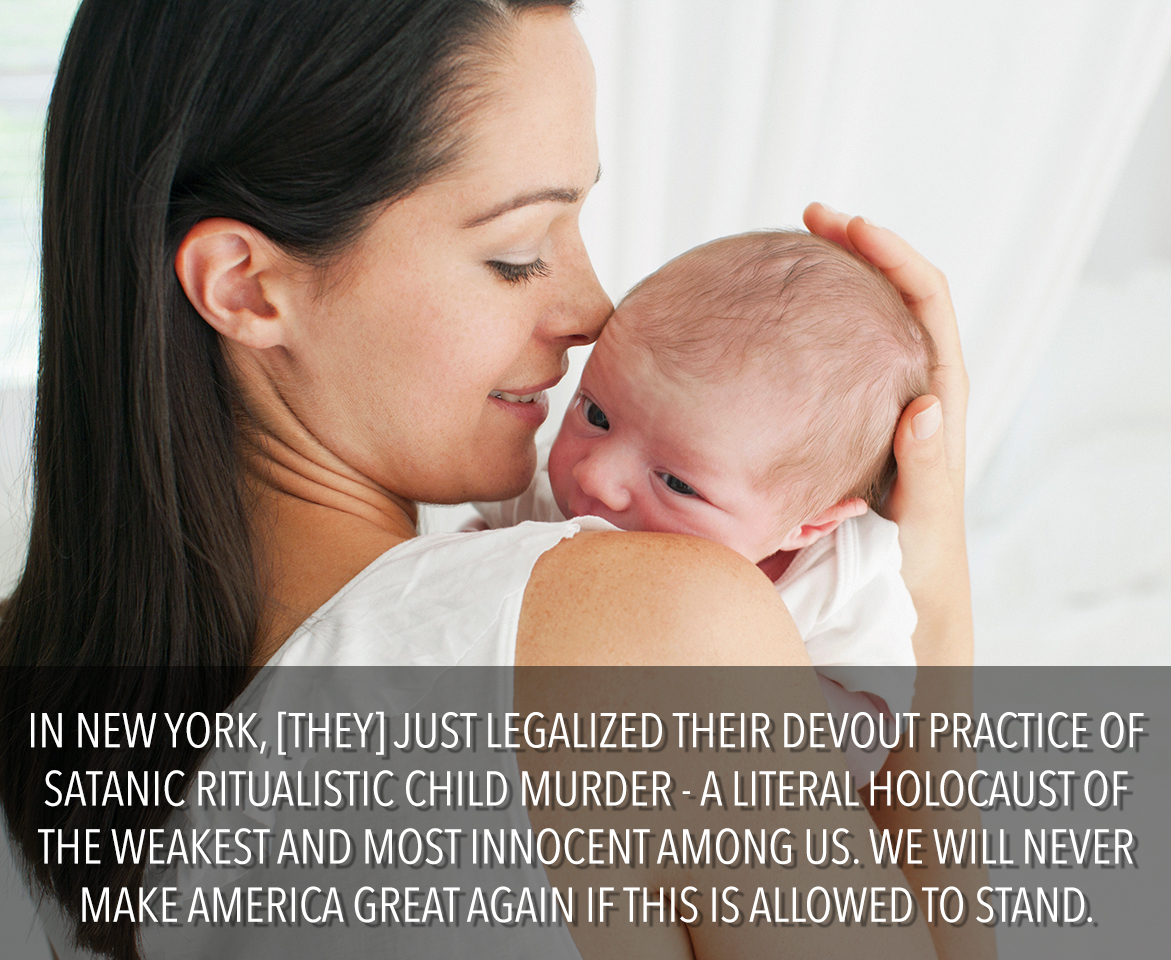 IN NEW YORK, [THEY] JUST LEGALIZED THEIR DEVOUT PRACTICE OF
SATANIC RITUALISTIC CHILD MURDER - A LITERAL HOLOCAUST OF
THE WEAKEST AND MOST INNOCENT AMONG US. WE WILL NEVER
MAKE AMERICA GREAT AGAIN IF THIS IS ALLOWED TO STAND.